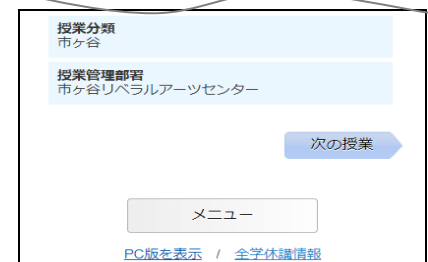 授業分類
市ヶ谷
授業管理部署
市ヶ谷リベラルアーツセンター
次の授業
メニュー
PC版を表示 / 全学休講情報